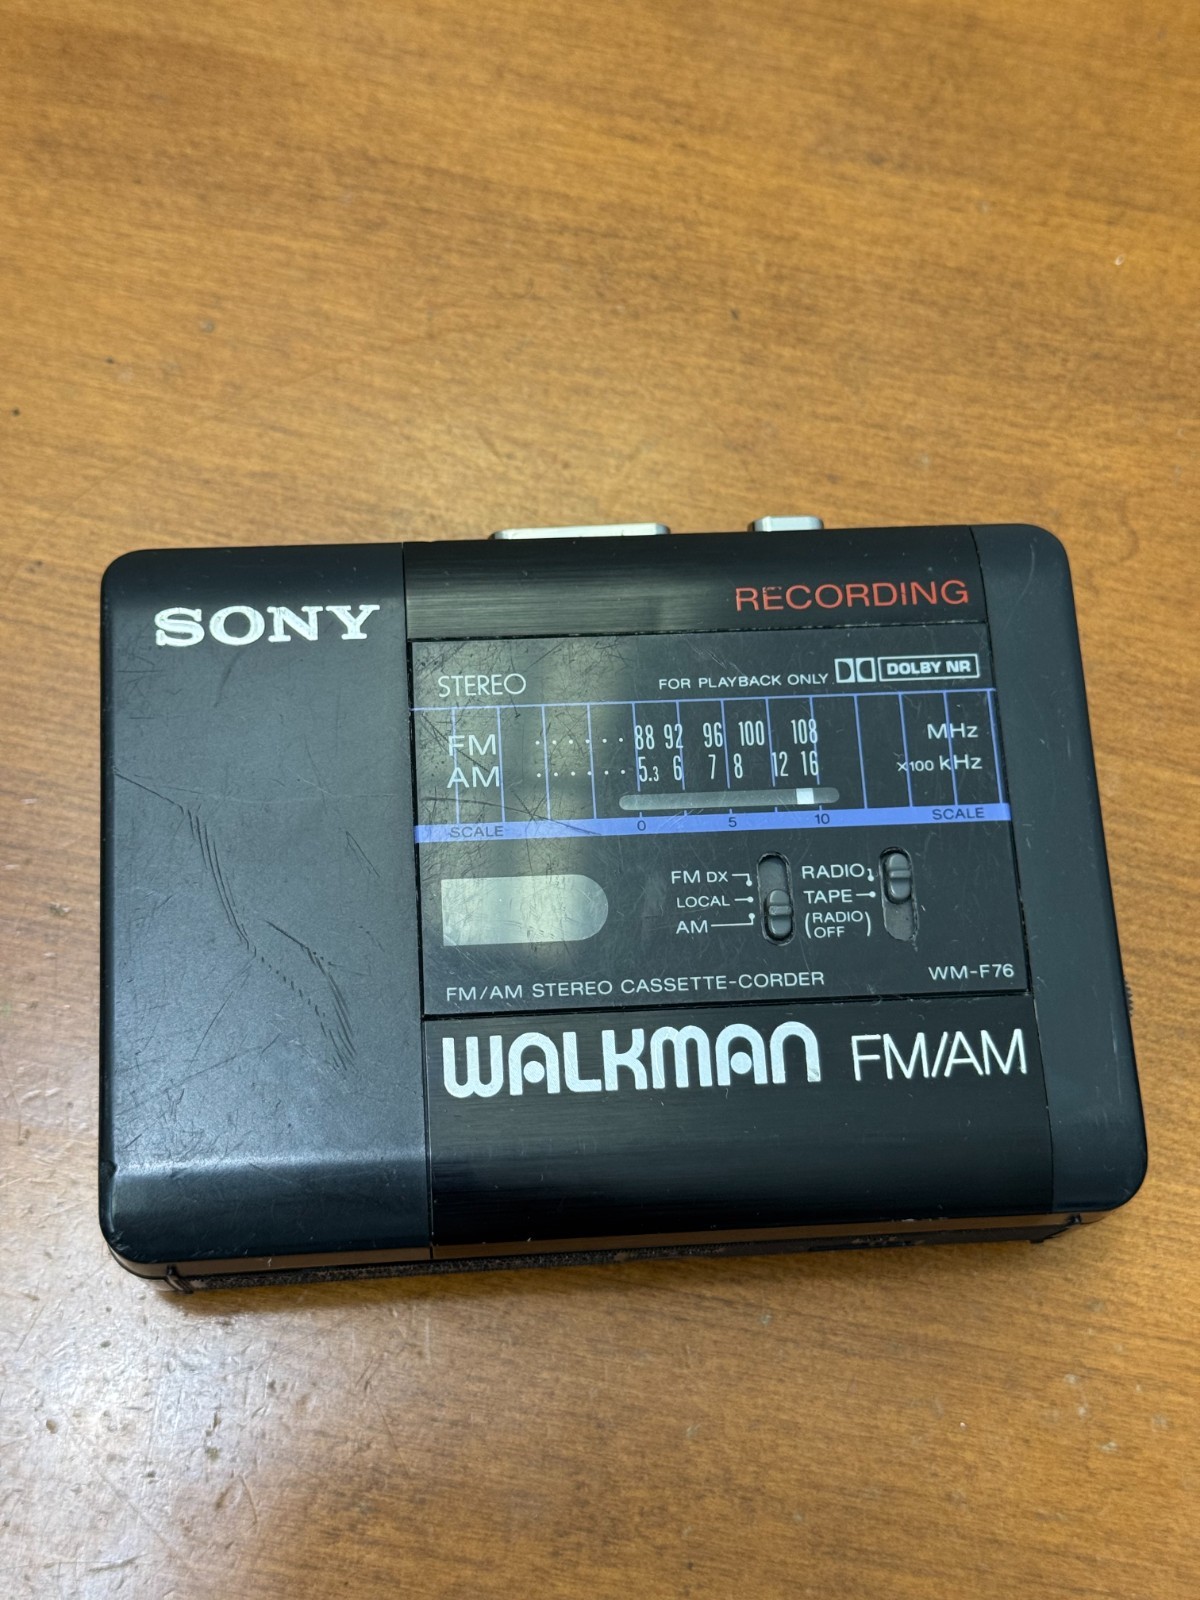 SONY
RECORDING
STEREO
FOR PLAYBACK ONLY DOLBY NR
FM 88 92 96 100 108 MHz
AM 5.3 6 7 8 12 16 x100 kHz
SCALE 0 5 10 SCALE
FM DX
LOCAL
AM
RADIO
TAPE
(RADIO OFF)
FM/AM STEREO CASSETTE-CORDER WM-F76
WALKMAN FM/AM